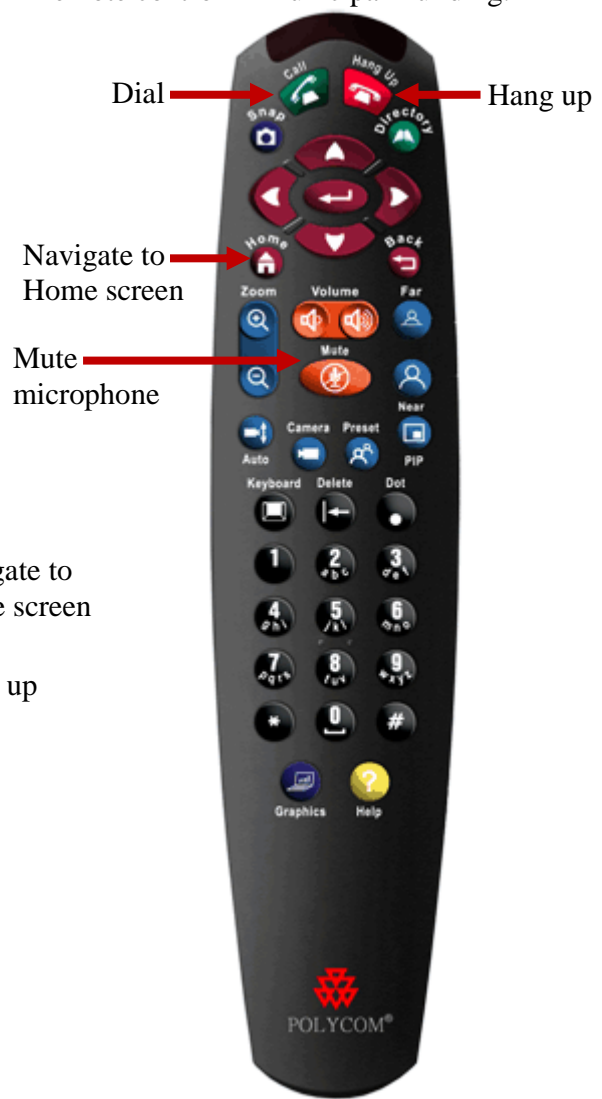 Call
Hang Up
Dial
Hang up
Snap
Directory
Home
Back
Navigate to
Home screen
Zoom
Volume
Far
Mute
Mute
microphone
Near
Camera
Preset
Auto
PIP
Keyboard
Delete
Dot
1
2
abc
3
def
gate to
screen
4
ghi
5
jkl
6
mno
up
7
pqrs
8
tuv
9
wxyz
*
0
#
?
Graphics
Help
POLYCOM®